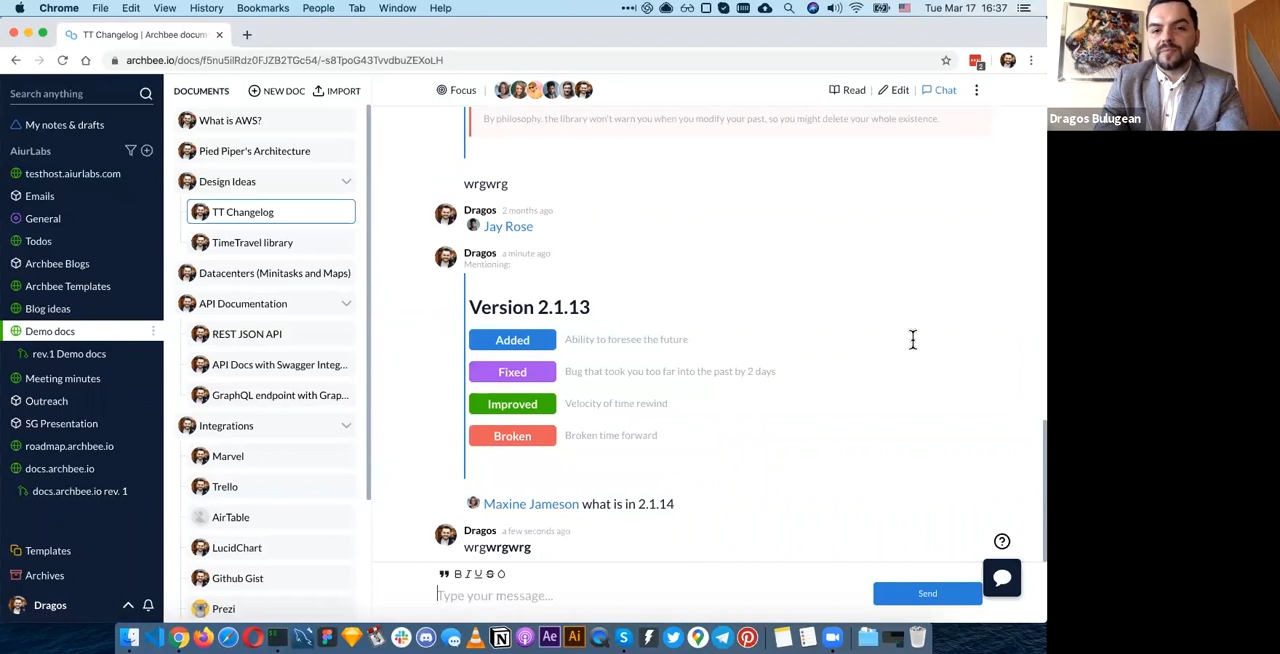 Chrome File Edit View History Bookmarks People Tab Window Help Tue Mar 17 16:37
TT Changelog | Archbee docum
archbee.io/docs/f5nu5ilRdz0FJZB2TGc54/-s8TpoG43TvvdbuZEXoLH
2
Dragos Bulugean
Search anything
My notes & drafts
AiurLabs
testhost.aiurlabs.com
Emails
General
Todos
Archbee Blogs
Archbee Templates
Blog ideas
Demo docs
rev.1 Demo docs
Meeting minutes
Outreach
SG Presentation
roadmap.archbee.io
docs.archbee.io
docs.archbee.io rev. 1
Templates
Archives
Dragos
DOCUMENTS NEW DOC IMPORT
What is AWS?
Pied Piper's Architecture
Design Ideas
TT Changelog
TimeTravel library
Datacenters (Minitasks and Maps)
API Documentation
REST JSON API
API Docs with Swagger Integ...
GraphQL endpoint with Grap...
Integrations
Marvel
Trello
AirTable
LucidChart
Github Gist
Prezi
Focus Read Edit Chat
By philosophy. the library won't warn you when you modify your past, so you might delete your whole existence.
wrgwrg
Dragos 2 months ago
Jay Rose
Dragos a minute ago
Mentioning:
Version 2.1.13
Added Ability to foresee the future
Fixed Bug that took you too far into the past by 2 days
Improved Velocity of time rewind
Broken Broken time forward
Maxine Jameson what is in 2.1.14
Dragos a few seconds ago
wrgwrgwrg
B I U S
Type your message...
Send
Ae Ai